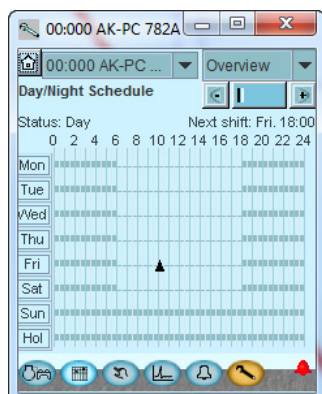 00:000 AK-PC 782A
00:000 AK-PC ... Overview
Day/Night Schedule
Status: Day Next shift: Fri. 18:00
0 2 4 6 8 10 12 14 16 18 20 22 24
Mon
Tue
Wed
Thu
Fri
Sat
Sun
Hol